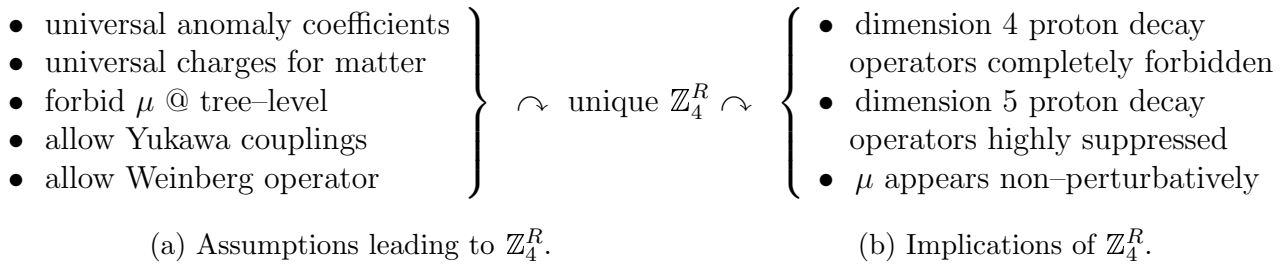 • universal anomaly coefficients
• universal charges for matter
• forbid μ @ tree–level
• allow Yukawa couplings
• allow Weinberg operator
↷ unique ℤ₄ᴿ ↷
• dimension 4 proton decay
operators completely forbidden
• dimension 5 proton decay
operators highly suppressed
• μ appears non–perturbatively
(a) Assumptions leading to ℤ₄ᴿ.
(b) Implications of ℤ₄ᴿ.